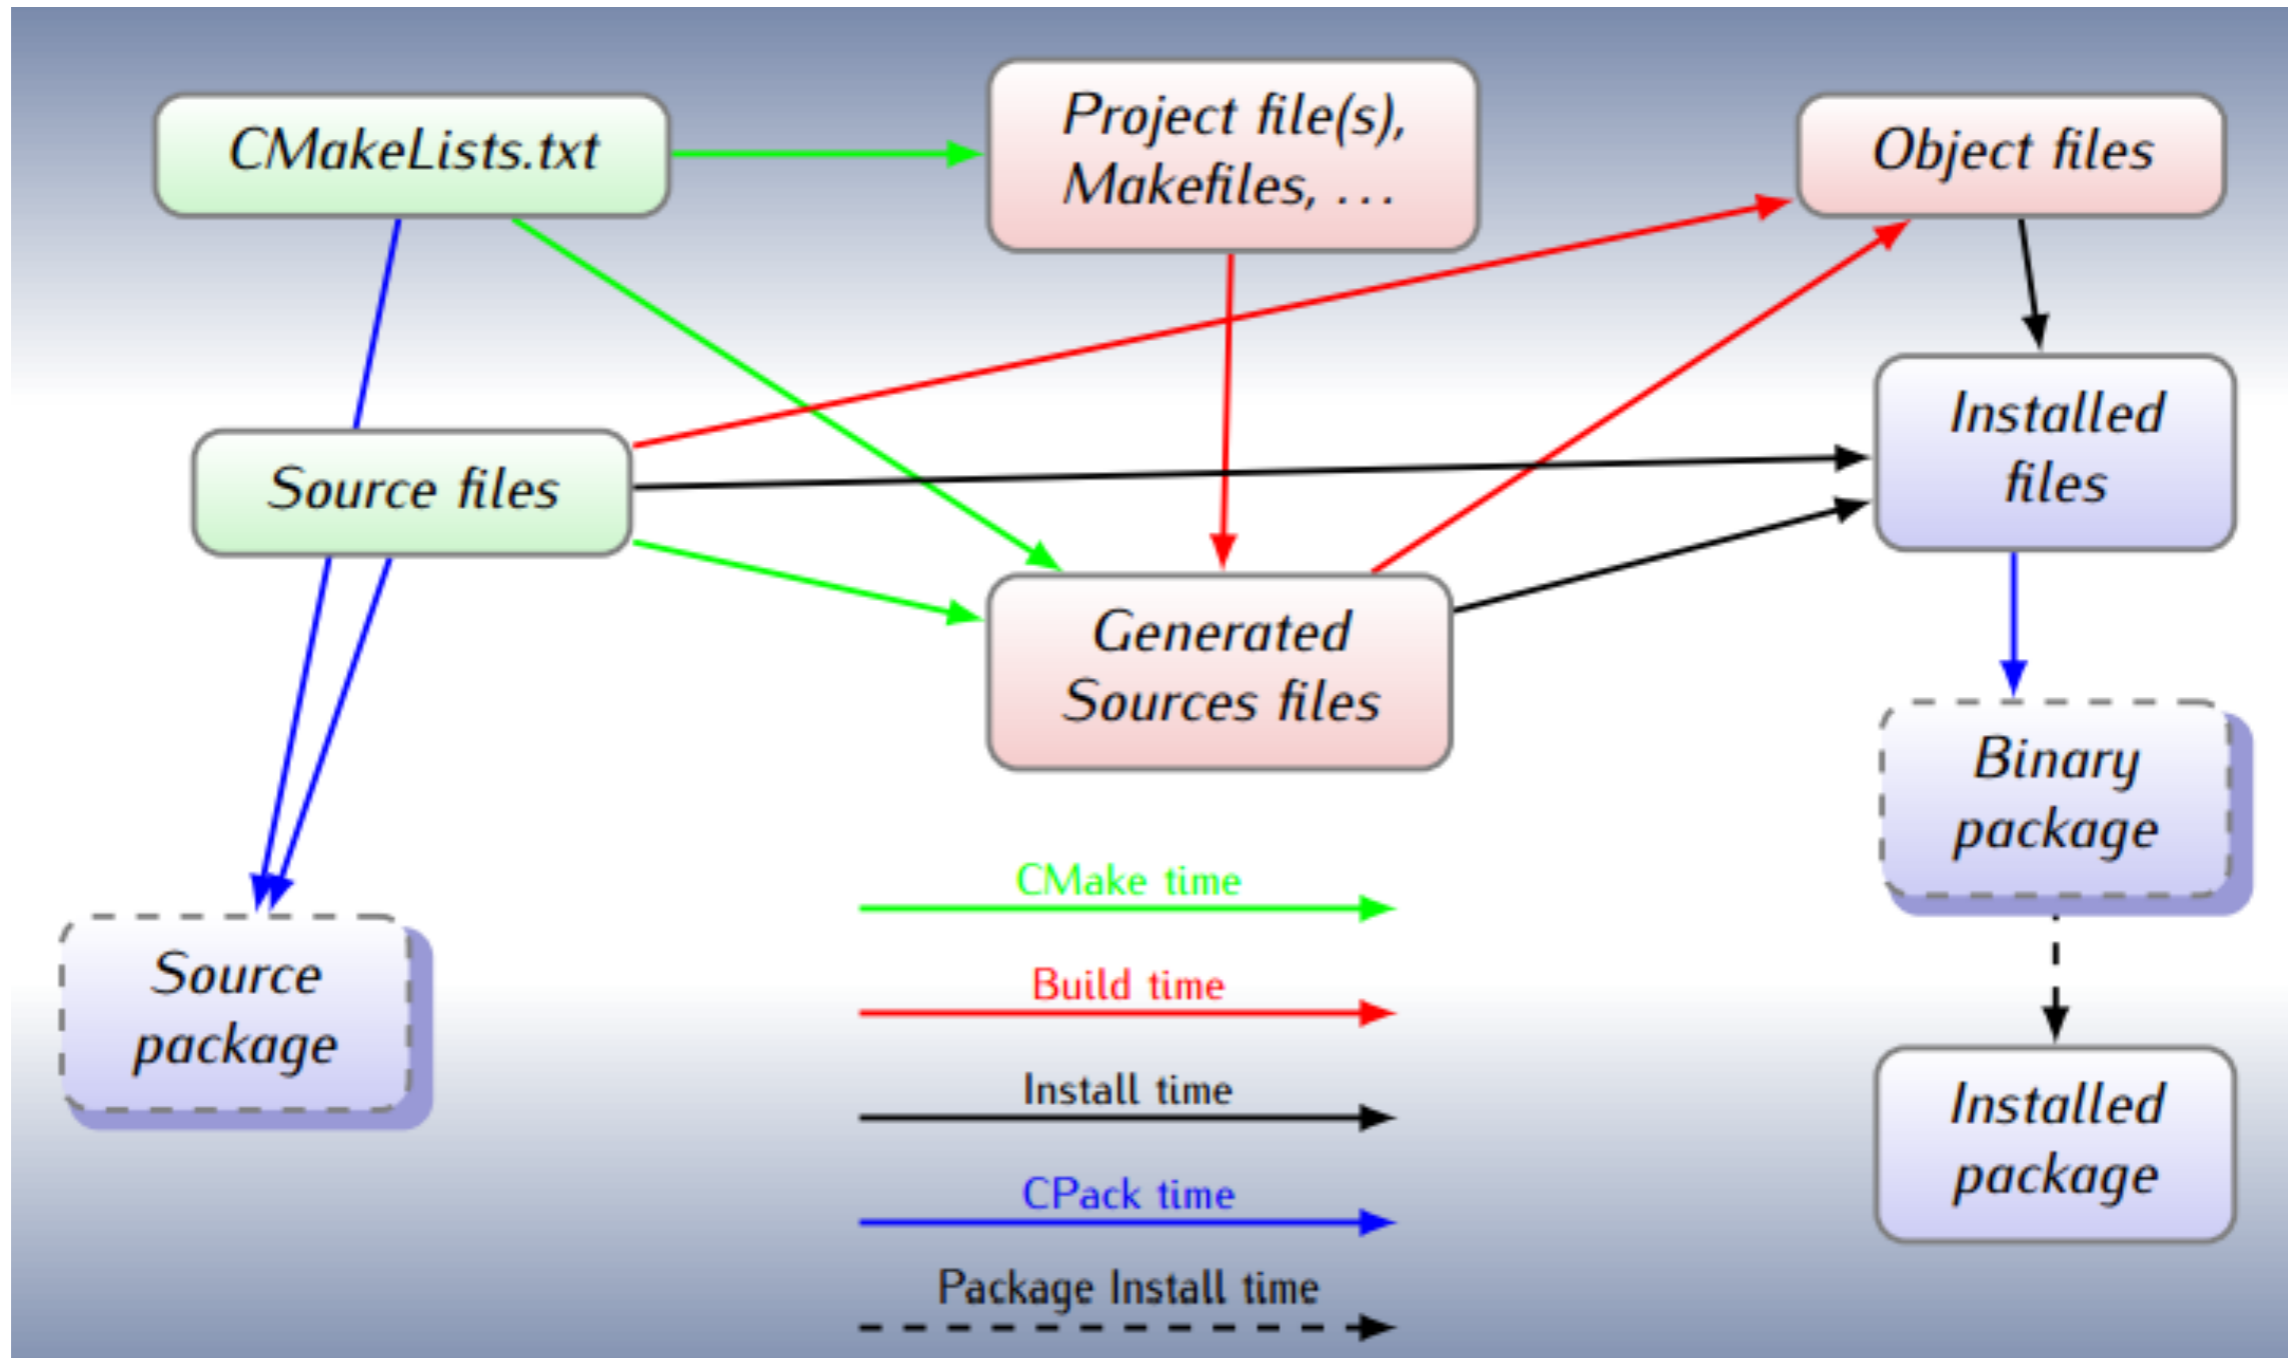 CMakeLists.txt
Project file(s),
Makefiles, ...
Object files
Source files
Installed
files
Generated
Sources files
Binary
package
Source
package
Installed
package
CMake time
Build time
Install time
CPack time
Package Install time